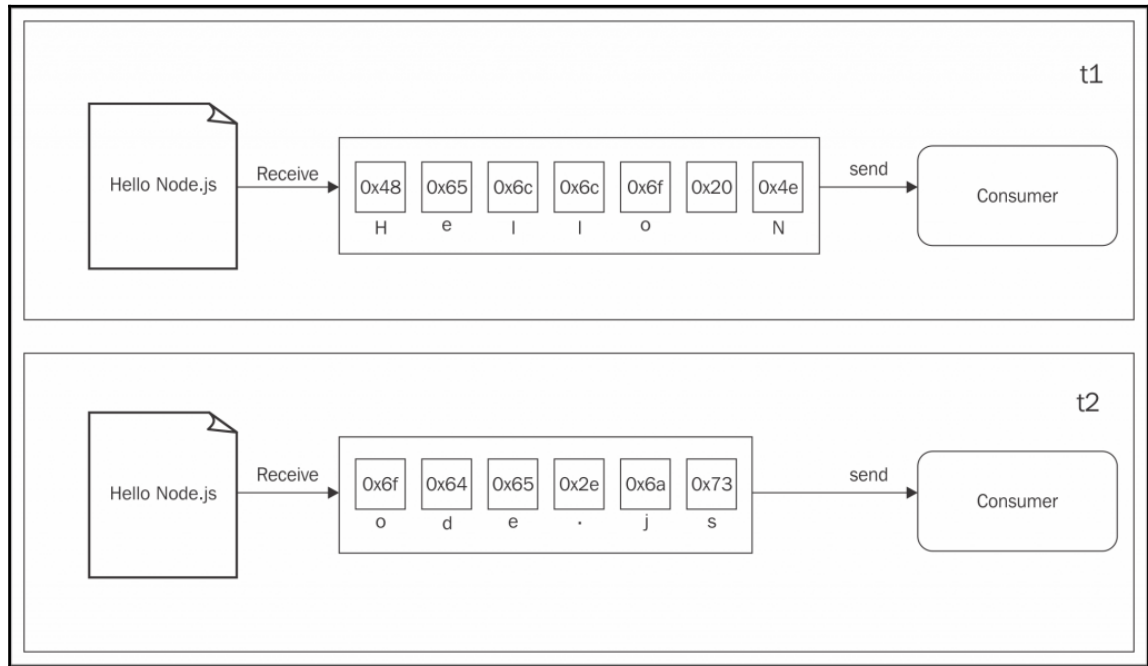 t1
Hello Node.js
Receive
0x48 0x65 0x6c 0x6c 0x6f 0x20 0x4e
H e l l o N
send
Consumer
t2
Hello Node.js
Receive
0x6f 0x64 0x65 0x2e 0x6a 0x73
o d e . j s
send
Consumer